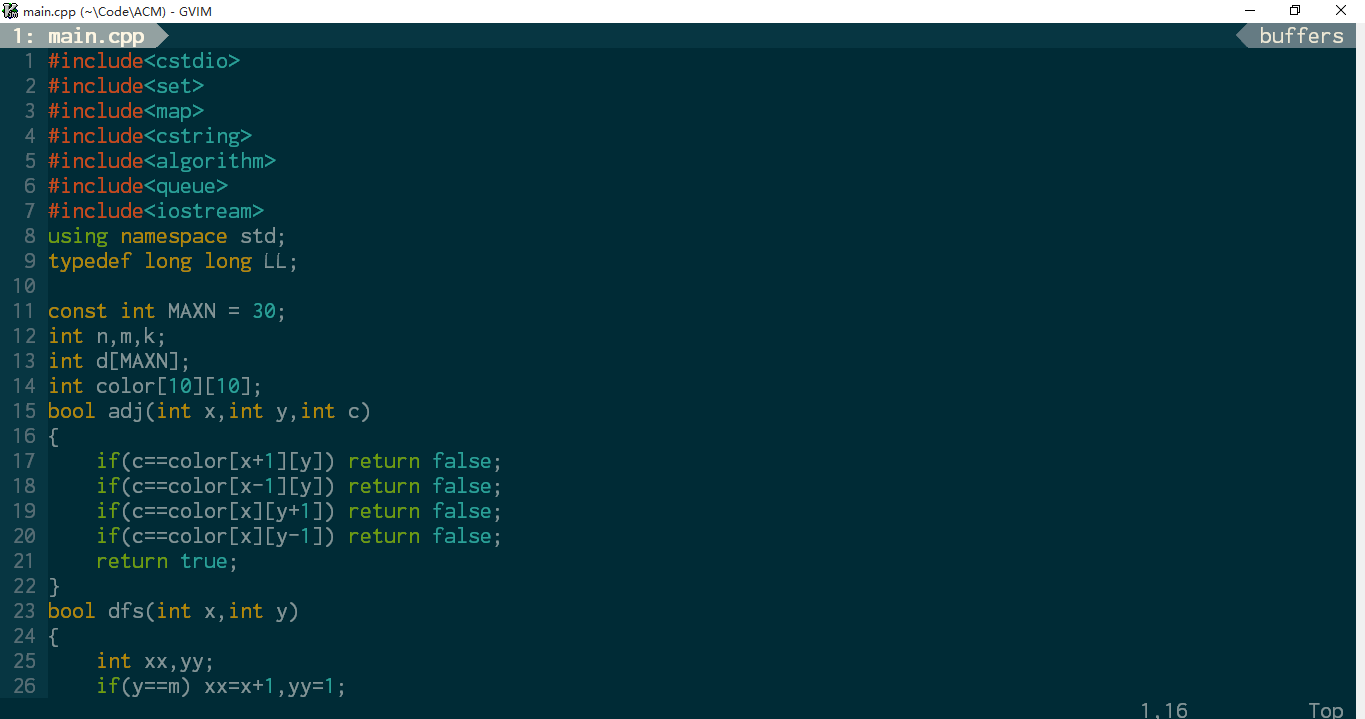 main.cpp (~\Code\ACM) - GVIM
1: main.cpp buffers
1 #include<cstdio>
2 #include<set>
3 #include<map>
4 #include<cstring>
5 #include<algorithm>
6 #include<queue>
7 #include<iostream>
8 using namespace std;
9 typedef long long LL;
10
11 const int MAXN = 30;
12 int n,m,k;
13 int d[MAXN];
14 int color[10][10];
15 bool adj(int x,int y,int c)
16 {
17     if(c==color[x+1][y]) return false;
18     if(c==color[x-1][y]) return false;
19     if(c==color[x][y+1]) return false;
20     if(c==color[x][y-1]) return false;
21     return true;
22 }
23 bool dfs(int x,int y)
24 {
25     int xx,yy;
26     if(y==m) xx=x+1,yy=1;
1,16 Top